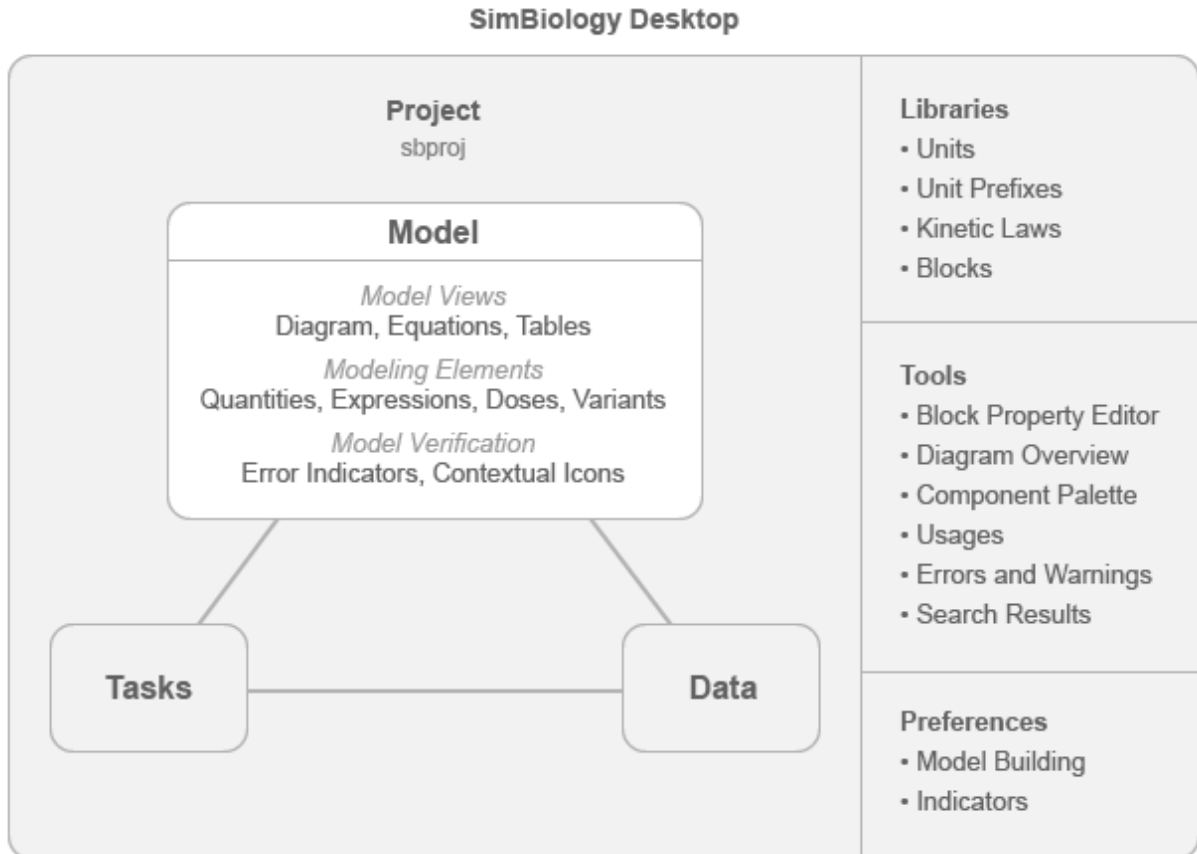 SimBiology Desktop
Project
sbproj
Model
Model Views
Diagram, Equations, Tables
Modeling Elements
Quantities, Expressions, Doses, Variants
Model Verification
Error Indicators, Contextual Icons
Tasks
Data
Libraries
• Units
• Unit Prefixes
• Kinetic Laws
• Blocks
Tools
• Block Property Editor
• Diagram Overview
• Component Palette
• Usages
• Errors and Warnings
• Search Results
Preferences
• Model Building
• Indicators